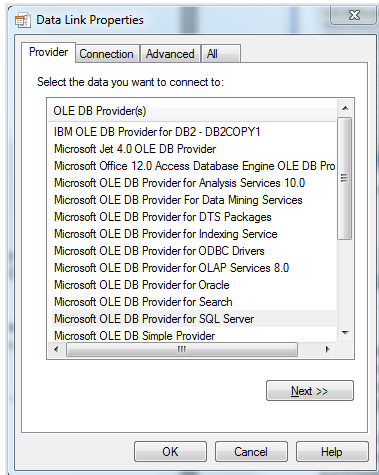 Data Link Properties
Provider Connection Advanced All
Select the data you want to connect to:
OLE DB Provider(s)
IBM OLE DB Provider for DB2 - DB2COPY1
Microsoft Jet 4.0 OLE DB Provider
Microsoft Office 12.0 Access Database Engine OLE DB Pro
Microsoft OLE DB Provider for Analysis Services 10.0
Microsoft OLE DB Provider For Data Mining Services
Microsoft OLE DB Provider for DTS Packages
Microsoft OLE DB Provider for Indexing Service
Microsoft OLE DB Provider for ODBC Drivers
Microsoft OLE DB Provider for OLAP Services 8.0
Microsoft OLE DB Provider for Oracle
Microsoft OLE DB Provider for Search
Microsoft OLE DB Provider for SQL Server
Microsoft OLE DB Simple Provider
Next >>
OK Cancel Help